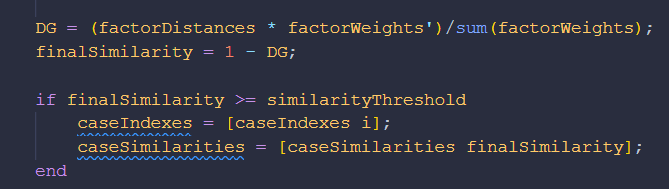 DG = (factorDistances * factorWeights')/sum(factorWeights);
finalSimilarity = 1 - DG;
if finalSimilarity >= similarityThreshold
caseIndexes = [caseIndexes i];
caseSimilarities = [caseSimilarities finalSimilarity];
end